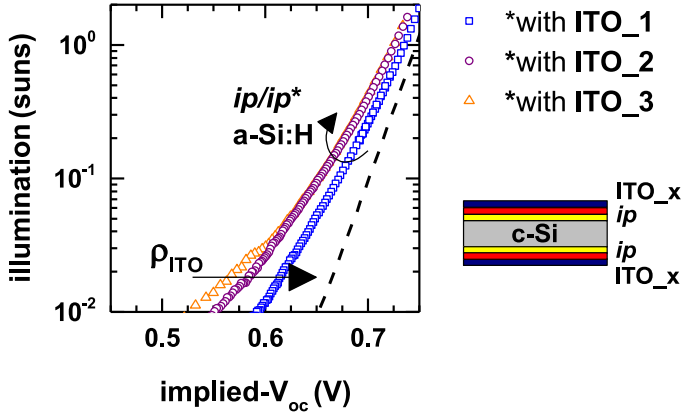 illumination (suns)
10⁰
10⁻¹
10⁻²
ip/ip*
a-Si:H
ρITO
0.5
0.6
0.7
implied-Voc (V)
*with ITO_1
*with ITO_2
*with ITO_3
ITO_x
ip
c-Si
ip
ITO_x